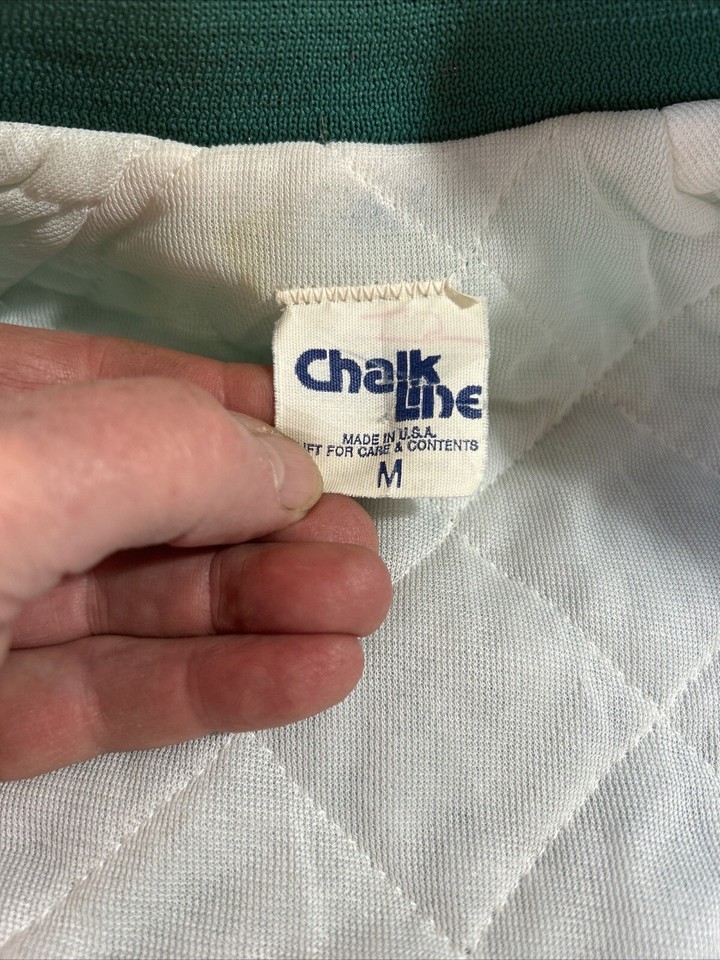 Chalk
Line
MADE IN U.S.A.
FOR CARE & CONTENTS
M